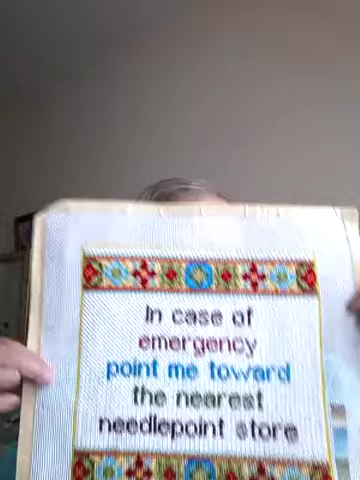 In case of
emergency
point me toward
the nearest
needlepoint store